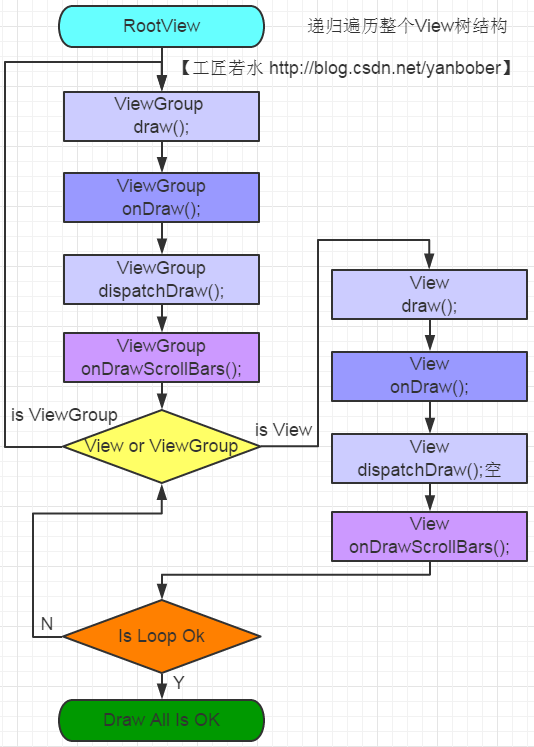 RootView
递归遍历整个View树结构
【工匠若水 http://blog.csdn.net/yanbober】
ViewGroup
draw();
ViewGroup
onDraw();
ViewGroup
dispatchDraw();
ViewGroup
onDrawScrollBars();
is ViewGroup
View or ViewGroup
is View
View
draw();
View
onDraw();
View
dispatchDraw();空
View
onDrawScrollBars();
N
Is Loop Ok
Y
Draw All Is OK